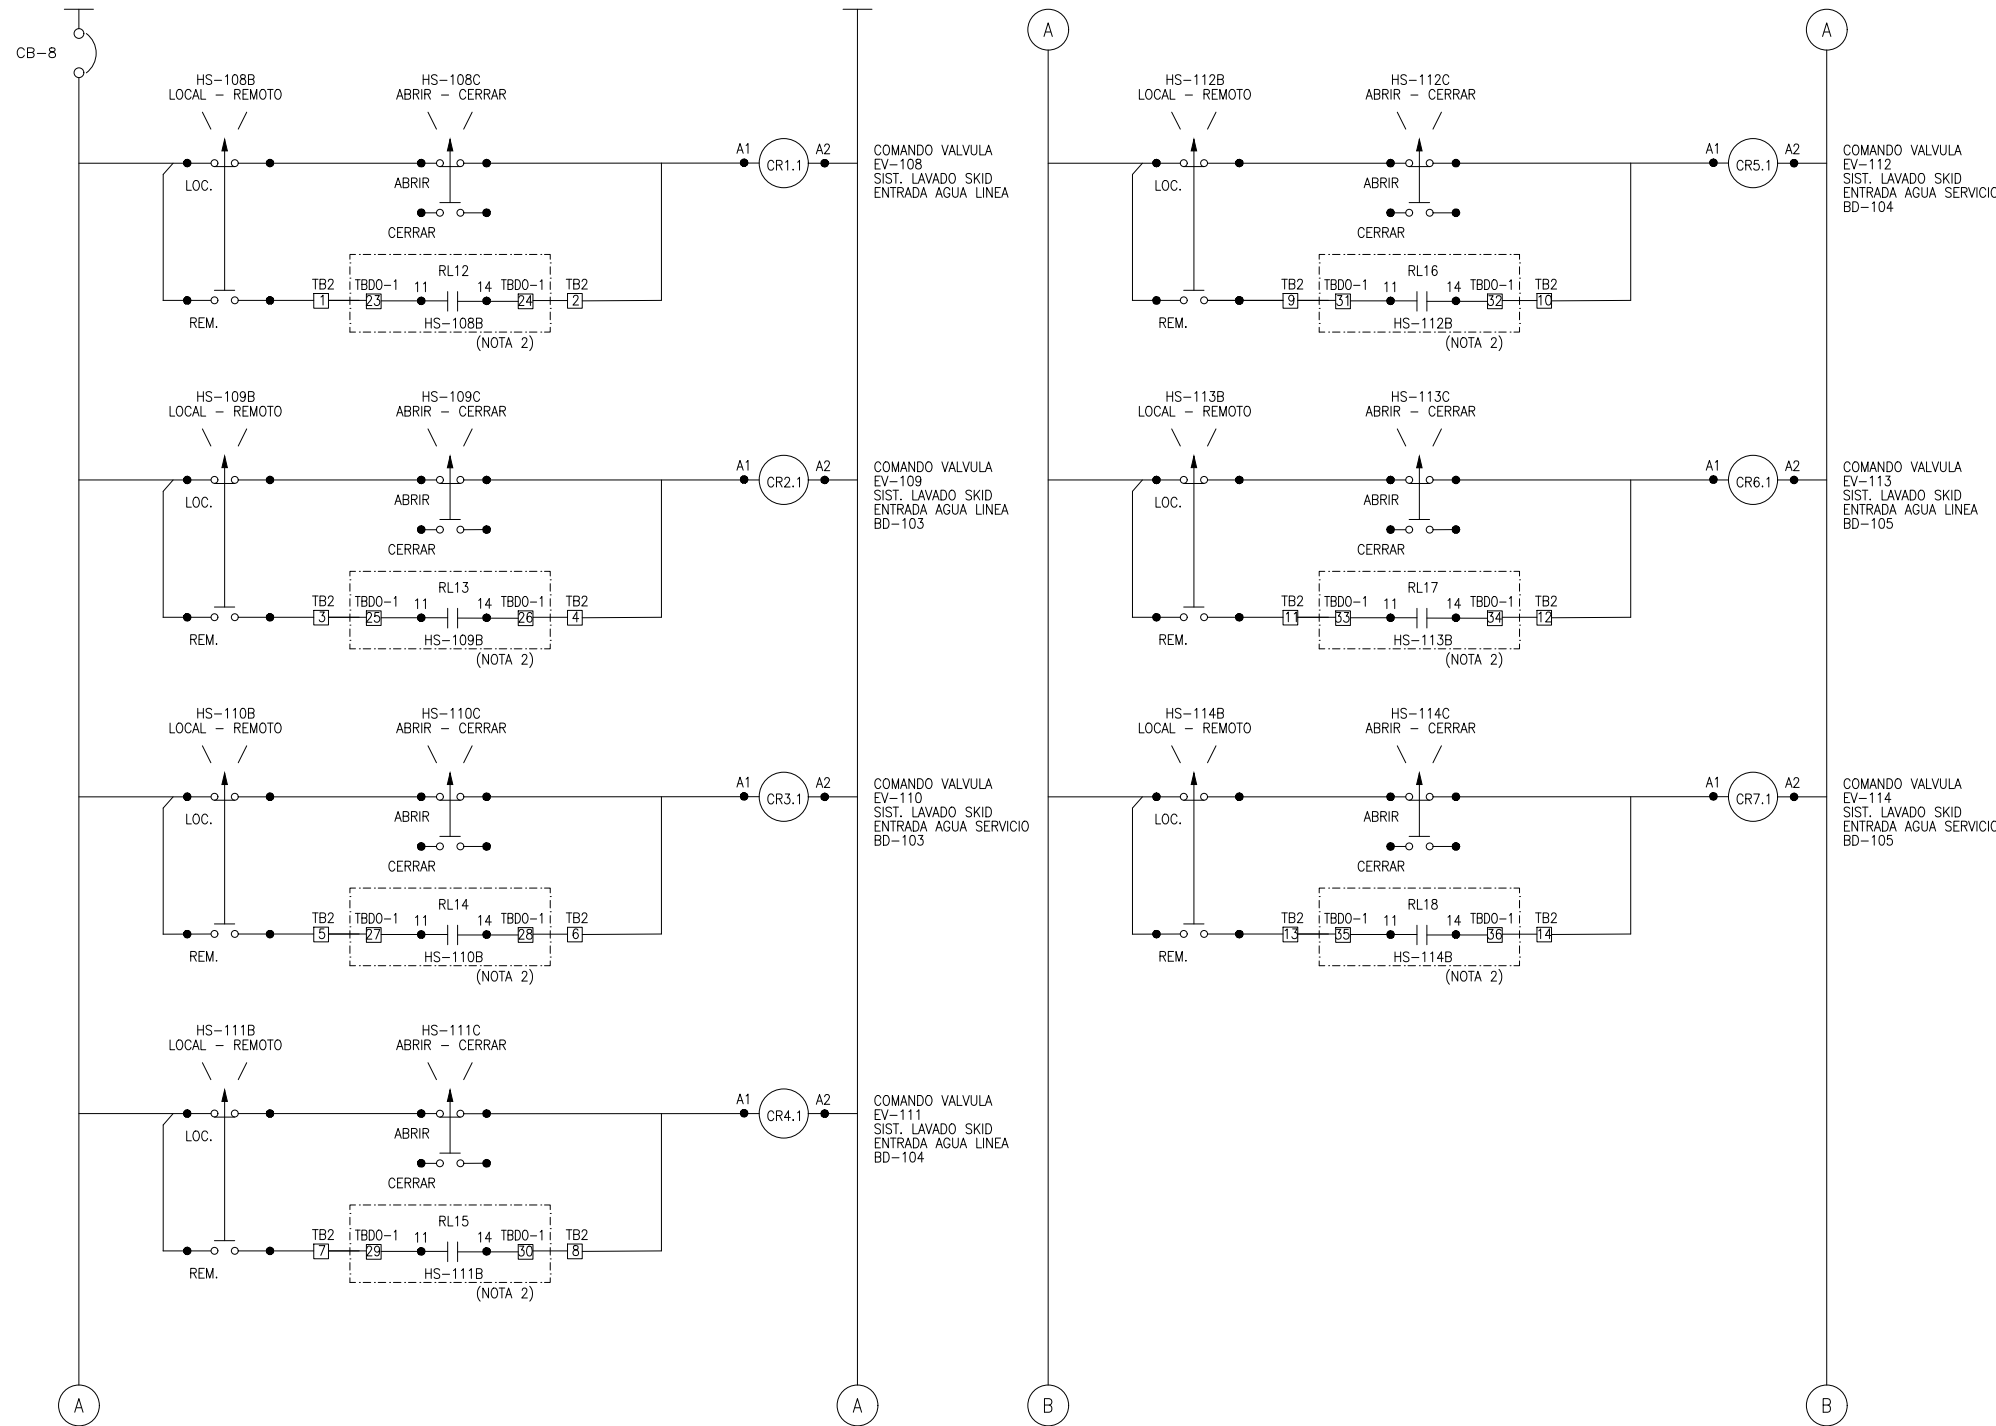 CB-8
HS-108B
LOCAL - REMOTO
HS-108C
ABRIR - CERRAR
A1
CR1.1
A2
LOC.
ABRIR
CERRAR
COMANDO VALVULA
EV-108
SIST. LAVADO SKID
ENTRADA AGUA LINEA
RL12
TB2 TBDO-1 11 14 TBDO-1 TB2
1 23 24 2
REM.
HS-108B
(NOTA 2)
HS-109B
LOCAL - REMOTO
HS-109C
ABRIR - CERRAR
A1
CR2.1
A2
LOC.
ABRIR
CERRAR
COMANDO VALVULA
EV-109
SIST. LAVADO SKID
ENTRADA AGUA LINEA
BD-103
RL13
TB2 TBDO-1 11 14 TBDO-1 TB2
3 25 26 4
REM.
HS-109B
(NOTA 2)
HS-110B
LOCAL - REMOTO
HS-110C
ABRIR - CERRAR
A1
CR3.1
A2
LOC.
ABRIR
CERRAR
COMANDO VALVULA
EV-110
SIST. LAVADO SKID
ENTRADA AGUA SERVICIO
BD-103
RL14
TB2 TBDO-1 11 14 TBDO-1 TB2
5 27 28 6
REM.
HS-110B
(NOTA 2)
HS-111B
LOCAL - REMOTO
HS-111C
ABRIR - CERRAR
A1
CR4.1
A2
LOC.
ABRIR
CERRAR
COMANDO VALVULA
EV-111
SIST. LAVADO SKID
ENTRADA AGUA LINEA
BD-104
RL15
TB2 TBDO-1 11 14 TBDO-1 TB2
7 29 30 8
REM.
HS-111B
(NOTA 2)
A
A
A
A
HS-112B
LOCAL - REMOTO
HS-112C
ABRIR - CERRAR
A1
CR5.1
A2
LOC.
ABRIR
CERRAR
COMANDO VALVULA
EV-112
SIST. LAVADO SKID
ENTRADA AGUA SERVICIO
BD-104
RL16
TB2 TBDO-1 11 14 TBDO-1 TB2
9 31 32 10
REM.
HS-112B
(NOTA 2)
HS-113B
LOCAL - REMOTO
HS-113C
ABRIR - CERRAR
A1
CR6.1
A2
LOC.
ABRIR
CERRAR
COMANDO VALVULA
EV-113
SIST. LAVADO SKID
ENTRADA AGUA LINEA
BD-105
RL17
TB2 TBDO-1 11 14 TBDO-1 TB2
11 33 34 12
REM.
HS-113B
(NOTA 2)
HS-114B
LOCAL - REMOTO
HS-114C
ABRIR - CERRAR
A1
CR7.1
A2
LOC.
ABRIR
CERRAR
COMANDO VALVULA
EV-114
SIST. LAVADO SKID
ENTRADA AGUA SERVICIO
BD-105
RL18
TB2 TBDO-1 11 14 TBDO-1 TB2
13 35 36 14
REM.
HS-114B
(NOTA 2)
B
B